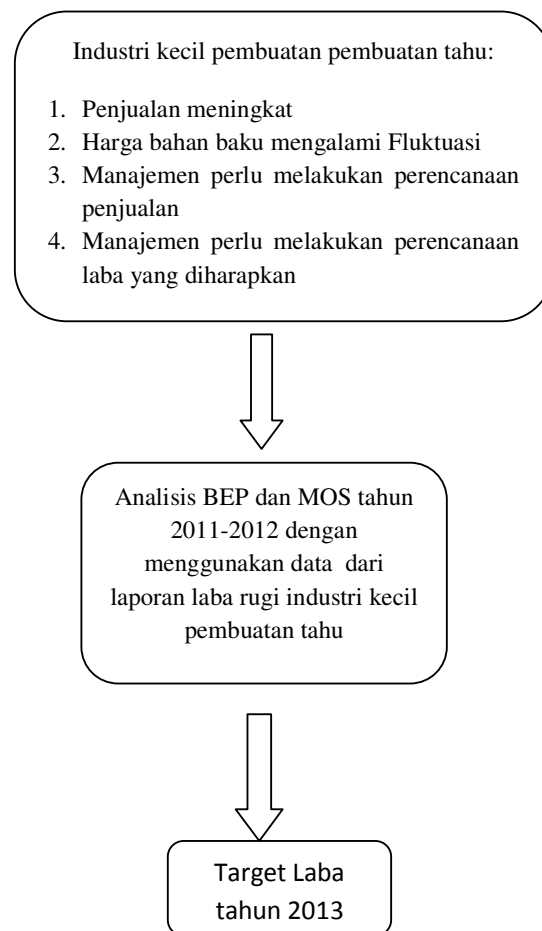 Industri kecil pembuatan pembuatan tahu:
1. Penjualan meningkat
2. Harga bahan baku mengalami Fluktuasi
3. Manajemen perlu melakukan perencanaan
penjualan
4. Manajemen perlu melakukan perencanaan
laba yang diharapkan
Analisis BEP dan MOS tahun
2011-2012 dengan
menggunakan data dari
laporan laba rugi industri kecil
pembuatan tahu
Target Laba
tahun 2013